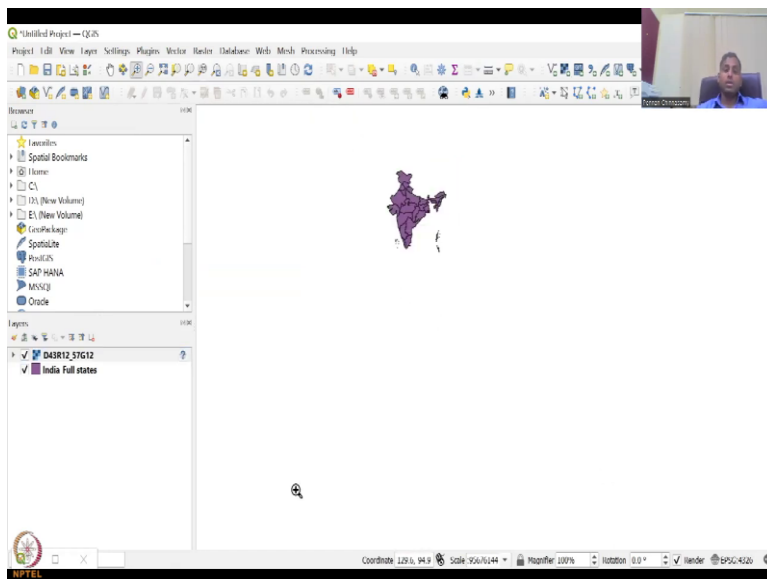 *Untitled Project — QGIS
Project Edit View Layer Settings Plugins Vector Raster Database Web Mesh Processing Help
Browser
Favorites
Spatial Bookmarks
Home
C:\
D:\ (New Volume)
E:\ (New Volume)
GeoPackage
SpatiaLite
PostGIS
SAP HANA
MSSQL
Oracle
Layers
D43R12_57G12
India Full states
Coordinate 129.6, 94.9 Scale :95676144 Magnifier 100% Rotation 0.0 ° Render EPSG:4326
NPTEL